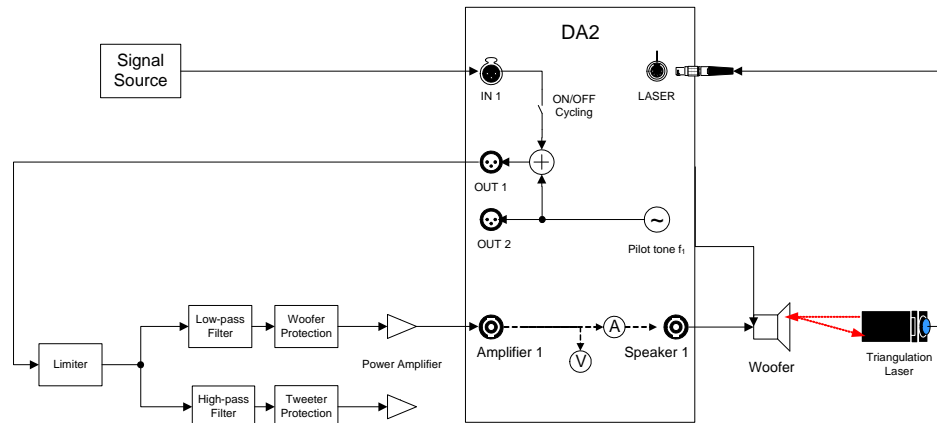 DA2
Signal
Source
IN 1
LASER
ON/OFF
Cycling
OUT 1
OUT 2
~
Pilot tone f₁
Low-pass
Filter
Woofer
Protection
Power Amplifier
Amplifier 1
A
V
Speaker 1
Woofer
Triangulation
Laser
Limiter
High-pass
Filter
Tweeter
Protection